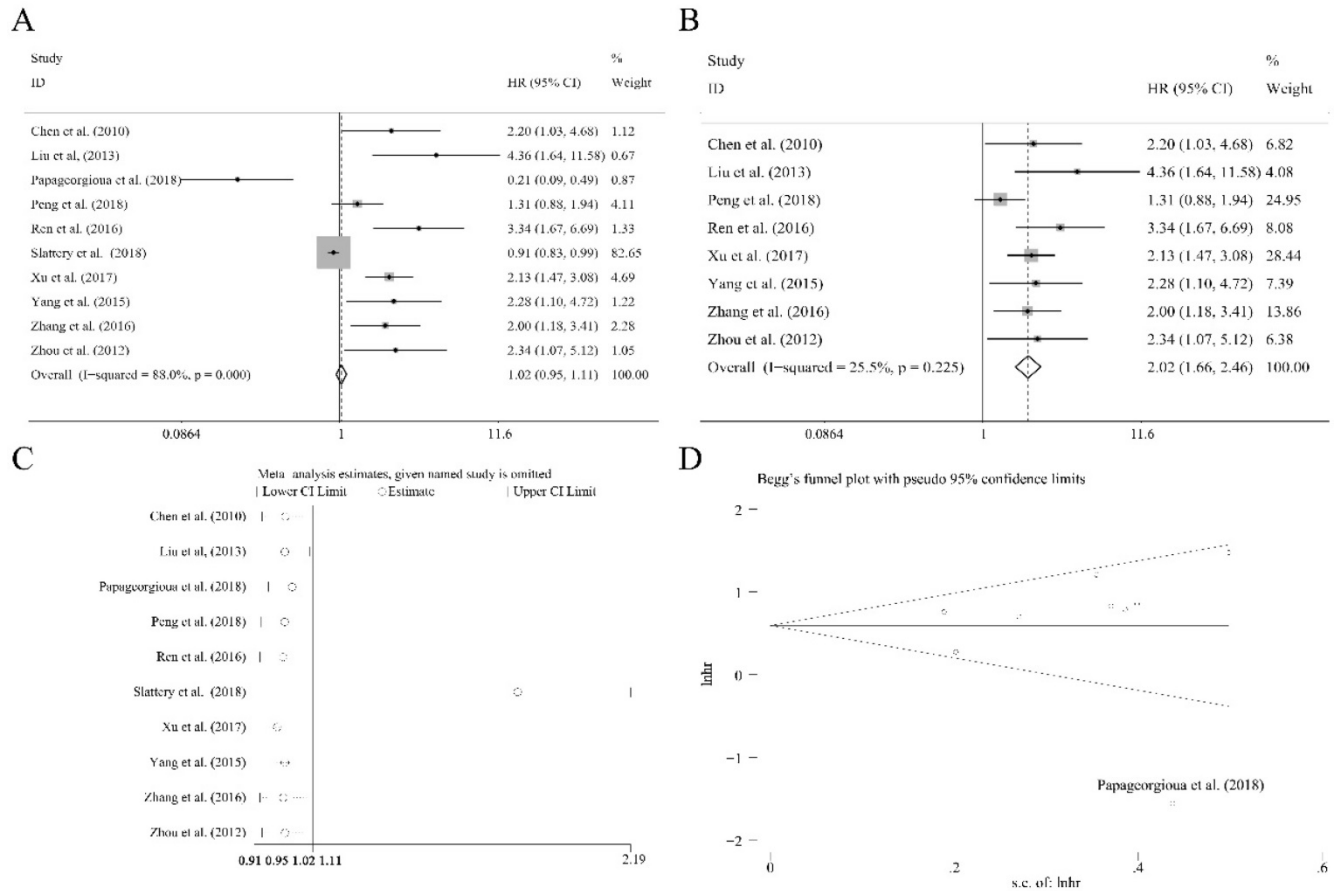 A
Study %
ID HR (95% CI) Weight
Chen et al. (2010) 2.20 (1.03, 4.68) 1.12
Liu et al, (2013) 4.36 (1.64, 11.58) 0.67
Papageorgioua et al. (2018) 0.21 (0.09, 0.49) 0.87
Peng et al. (2018) 1.31 (0.88, 1.94) 4.11
Ren et al. (2016) 3.34 (1.67, 6.69) 1.33
Slattery et al. (2018) 0.91 (0.83, 0.99) 82.65
Xu et al. (2017) 2.13 (1.47, 3.08) 4.69
Yang et al. (2015) 2.28 (1.10, 4.72) 1.22
Zhang et al. (2016) 2.00 (1.18, 3.41) 2.28
Zhou et al. (2012) 2.34 (1.07, 5.12) 1.05
Overall (I-squared = 88.0%, p = 0.000) 1.02 (0.95, 1.11) 100.00
0.0864 1 11.6
B
Study %
ID HR (95% CI) Weight
Chen et al. (2010) 2.20 (1.03, 4.68) 6.82
Liu et al. (2013) 4.36 (1.64, 11.58) 4.08
Peng et al. (2018) 1.31 (0.88, 1.94) 24.95
Ren et al. (2016) 3.34 (1.67, 6.69) 8.08
Xu et al. (2017) 2.13 (1.47, 3.08) 28.44
Yang et al. (2015) 2.28 (1.10, 4.72) 7.39
Zhang et al. (2016) 2.00 (1.18, 3.41) 13.86
Zhou et al. (2012) 2.34 (1.07, 5.12) 6.38
Overall (I-squared = 25.5%, p = 0.225) 2.02 (1.66, 2.46) 100.00
0.0864 1 11.6
C
Meta analysis estimates, given named study is omitted
Lower CI Limit Estimate Upper CI Limit
Chen et al. (2010)
Liu et al, (2013)
Papageorgioua et al. (2018)
Peng et al. (2018)
Ren et al. (2016)
Slattery et al. (2018)
Xu et al. (2017)
Yang et al. (2015)
Zhang et al. (2016)
Zhou et al. (2012)
0.91 0.95 1.02 1.11 2.19
D
Begg's funnel plot with pseudo 95% confidence limits
2
1
0
−1
−2
lnhr
Papageorgioua et al. (2018)
0 .2 .4 .6
s.e. of: lnhr